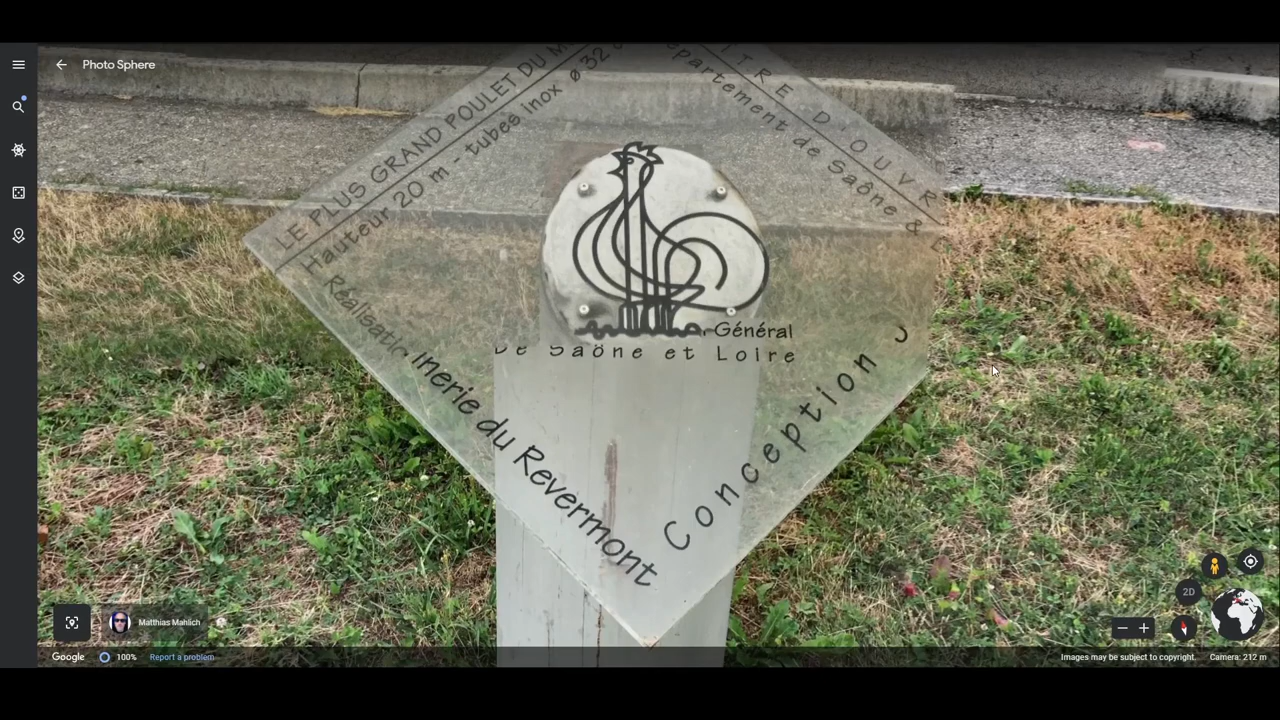 Photo Sphere
LE PLUS GRAND POULET DU
Hauteur 20 m - tubes inox ø 32
TRE D'OUVR
partement de Saône &
Général
De Saône et Loire
Réalisatio
inerie du Revermont
Conception J
2D
Matthias Mahlich
Google
100%
Report a problem
Images may be subject to copyright.
Camera: 212 m